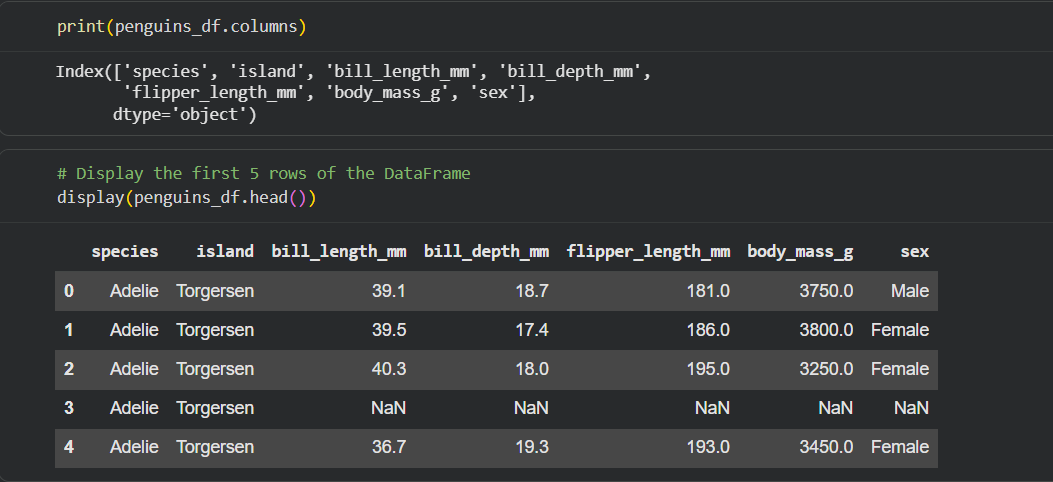 print(penguins_df.columns)
Index(['species', 'island', 'bill_length_mm', 'bill_depth_mm',
'flipper_length_mm', 'body_mass_g', 'sex'],
dtype='object')
# Display the first 5 rows of the DataFrame
display(penguins_df.head())
species island bill_length_mm bill_depth_mm flipper_length_mm body_mass_g sex
0 Adelie Torgersen 39.1 18.7 181.0 3750.0 Male
1 Adelie Torgersen 39.5 17.4 186.0 3800.0 Female
2 Adelie Torgersen 40.3 18.0 195.0 3250.0 Female
3 Adelie Torgersen NaN NaN NaN NaN NaN
4 Adelie Torgersen 36.7 19.3 193.0 3450.0 Female